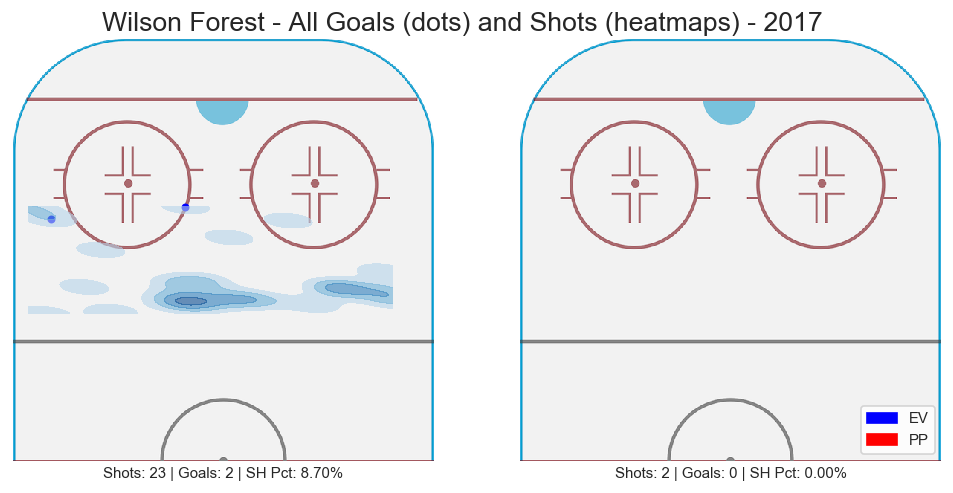 Wilson Forest - All Goals (dots) and Shots (heatmaps) - 2017
EV
PP
Shots: 23 | Goals: 2 | SH Pct: 8.70%
Shots: 2 | Goals: 0 | SH Pct: 0.00%